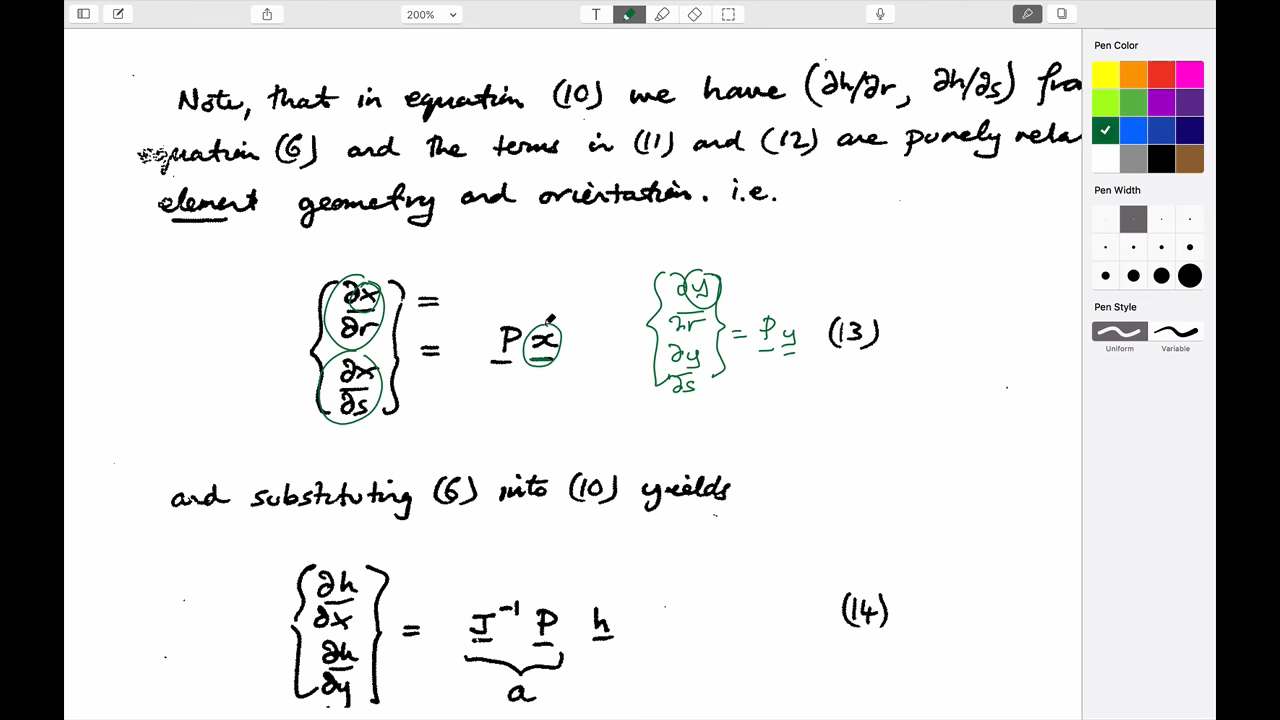 200%
T
Pen Color
Note, that in equation (10) we have (∂h/∂r, ∂h/∂s) from
equation (6) and the terms in (11) and (12) are purely rela
element geometry and orientation. i.e.
Pen Width
Pen Style
Uniform Variable
{∂x/∂r ∂x/∂s} = = P x {∂y/∂r ∂y/∂s} = P y (13)
and substituting (6) into (10) yields
{∂h/∂x ∂h/∂y} = J⁻¹ P h (14)
a